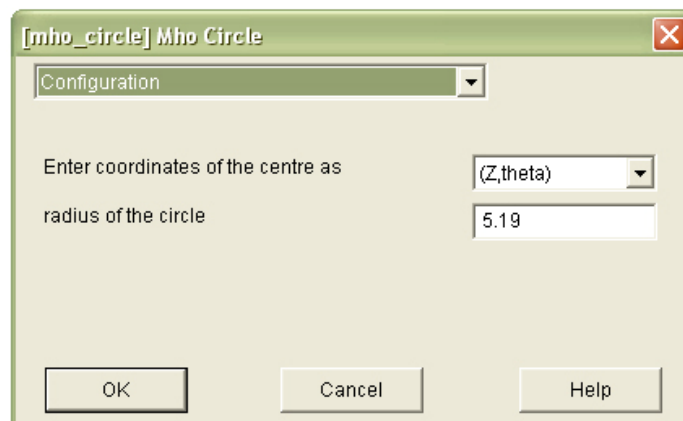 [mho_circle] Mho Circle
Configuration
Enter coordinates of the centre as (Z,theta)
radius of the circle 5.19
OK Cancel Help